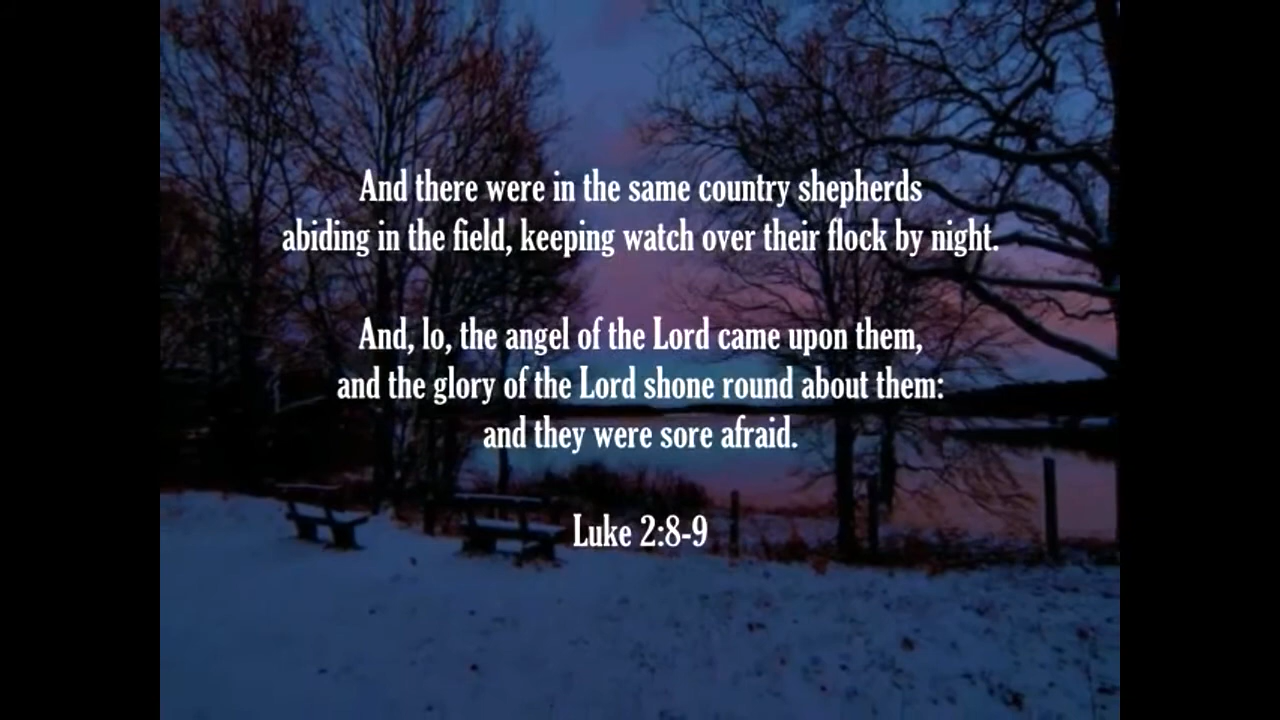 And there were in the same country shepherds
abiding in the field, keeping watch over their flock by night.
And, lo, the angel of the Lord came upon them,
and the glory of the Lord shone round about them:
and they were sore afraid.
Luke 2:8-9